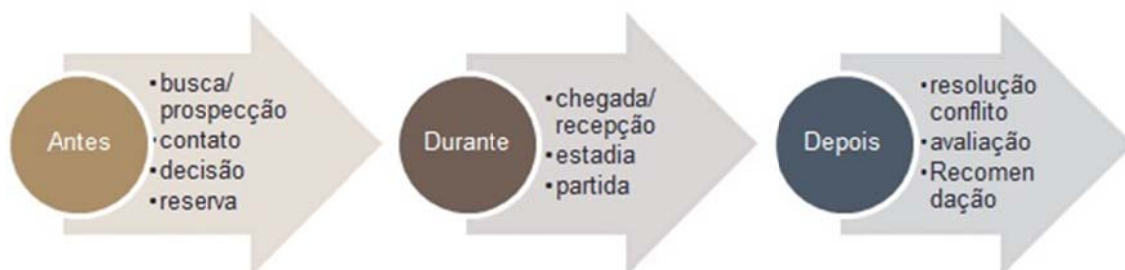 Antes
•busca/
prospecção
•contato
•decisão
•reserva
Durante
•chegada/
recepção
•estadia
•partida
Depois
•resolução
conflito
•avaliação
•Recomen
dação